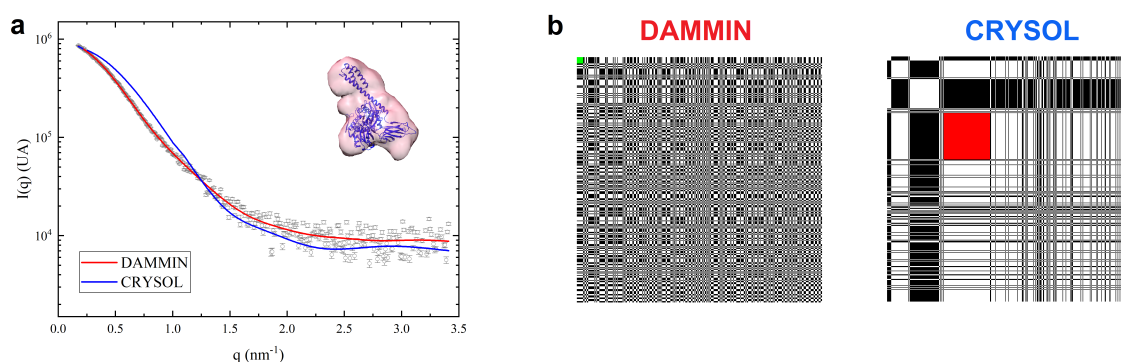 a
I(q) (UA)
10⁶
10⁵
10⁴
DAMMIN
CRYSOL
0.0 0.5 1.0 1.5 2.0 2.5 3.0 3.5
q (nm⁻¹)
b
DAMMIN
CRYSOL